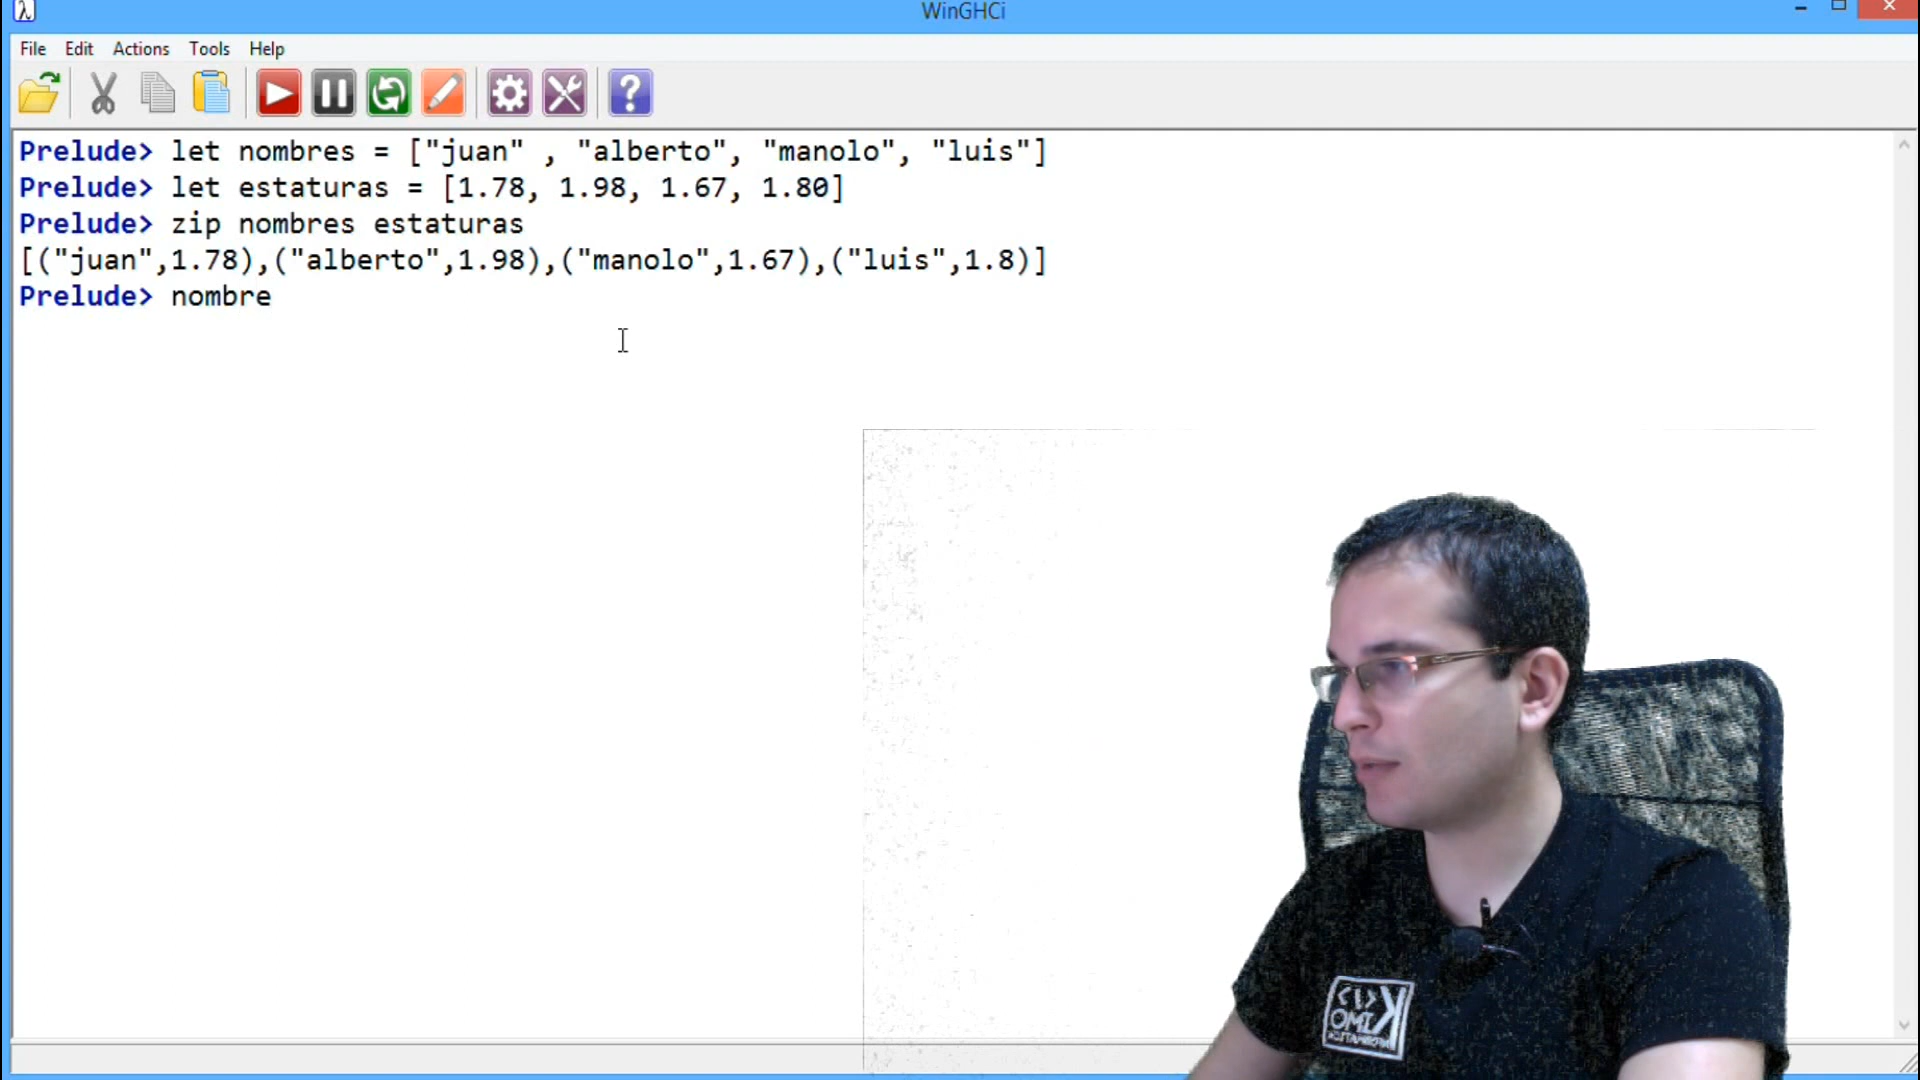 WinGHCi
File Edit Actions Tools Help
Prelude> let nombres = ["juan" , "alberto", "manolo", "luis"]
Prelude> let estaturas = [1.78, 1.98, 1.67, 1.80]
Prelude> zip nombres estaturas
[("juan",1.78),("alberto",1.98),("manolo",1.67),("luis",1.8)]
Prelude> nombre